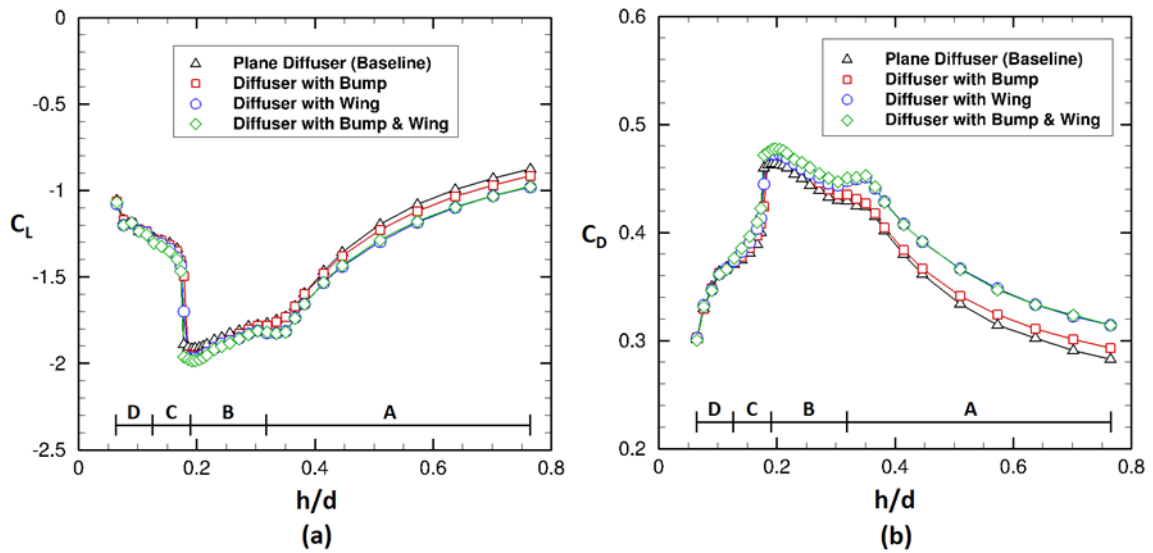 0
-0.5
-1
-1.5
-2
-2.5
C_L
Plane Diffuser (Baseline)
Diffuser with Bump
Diffuser with Wing
Diffuser with Bump & Wing
D C B A
0 0.2 0.4 0.6 0.8
h/d
(a)
0.6
0.5
0.4
0.3
0.2
C_D
Plane Diffuser (Baseline)
Diffuser with Bump
Diffuser with Wing
Diffuser with Bump & Wing
D C B A
0 0.2 0.4 0.6 0.8
h/d
(b)